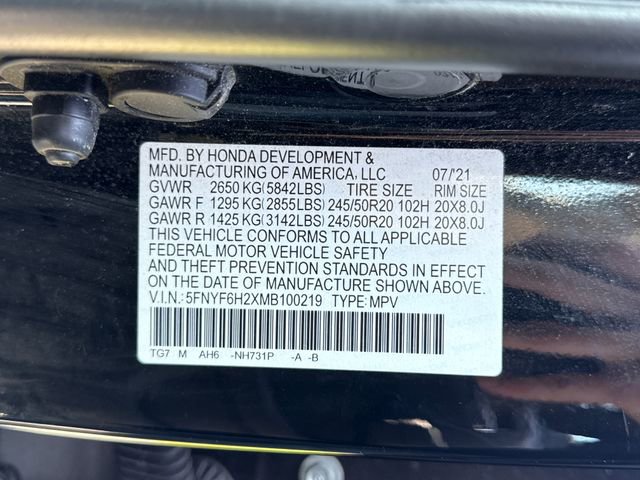 MFD. BY HONDA DEVELOPMENT &
MANUFACTURING OF AMERICA, LLC 07/'21
GVWR 2650 KG(5842LBS) TIRE SIZE RIM SIZE
GAWR F 1295 KG(2855LBS) 245/50R20 102H 20X8.0J
GAWR R 1425 KG(3142LBS) 245/50R20 102H 20X8.0J
THIS VEHICLE CONFORMS TO ALL APPLICABLE
FEDERAL MOTOR VEHICLE SAFETY
AND THEFT PREVENTION STANDARDS IN EFFECT
ON THE DATE OF MANUFACTURE SHOWN ABOVE.
V.I.N.: 5FNYF6H2XMB100219 TYPE: MPV
TG7 M AH6 -NH731P -A -B